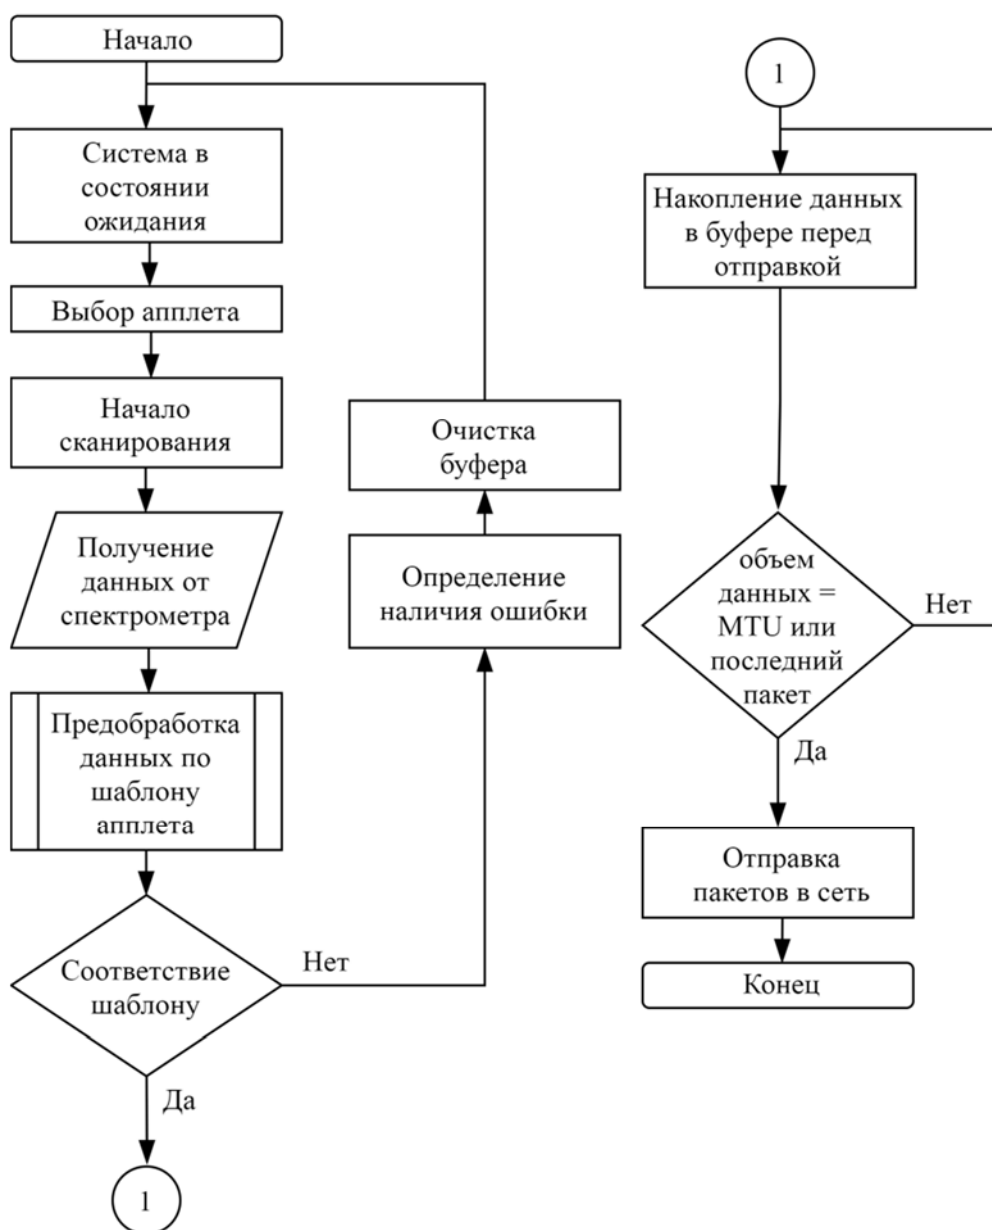 Начало
Система в
состоянии
ожидания
Выбор апплета
Начало
сканирования
Получение
данных от
спектрометра
Предобработка
данных по
шаблону
апплета
Соответствие
шаблону
Нет
Да
1
Очистка
буфера
Определение
наличия ошибки
1
Накопление данных
в буфере перед
отправкой
объем
данных =
MTU или
последний
пакет
Нет
Да
Отправка
пакетов в сеть
Конец